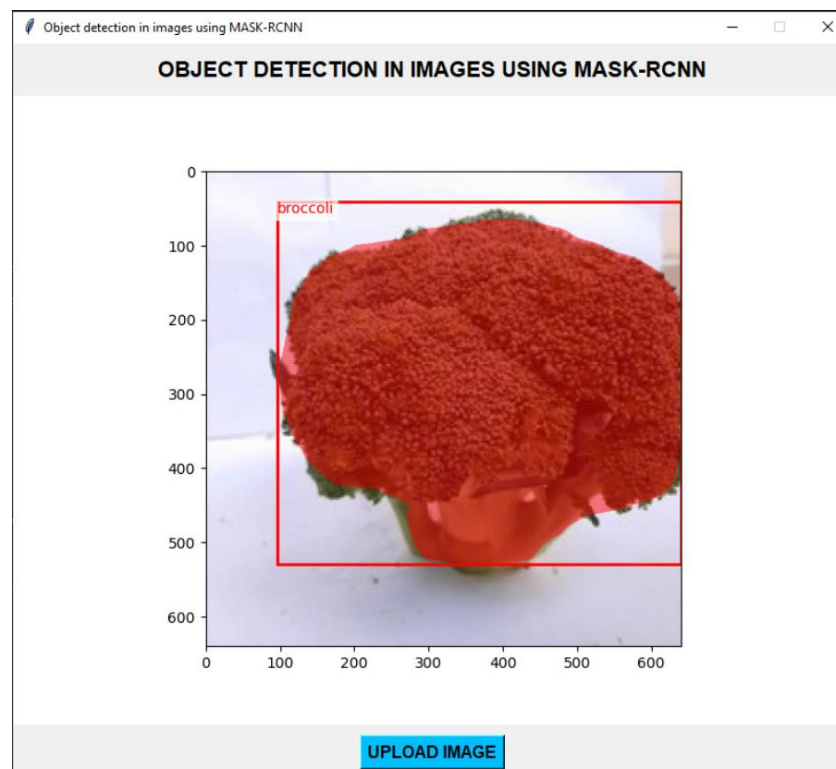 Object detection in images using MASK-RCNN
OBJECT DETECTION IN IMAGES USING MASK-RCNN
0
broccoli
100
200
300
400
500
600
0 100 200 300 400 500 600
UPLOAD IMAGE